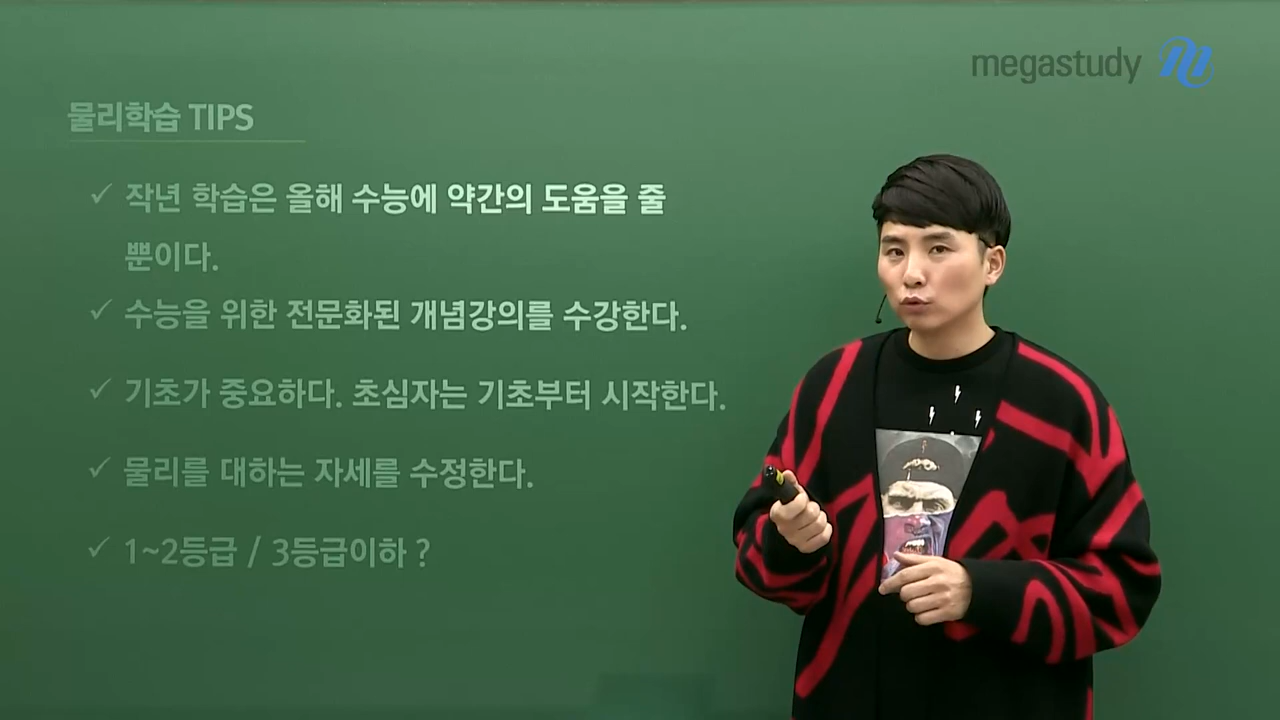 megastudy
물리학습 TIPS
✓ 작년 학습은 올해 수능에 약간의 도움을 줄
뿐이다.
✓ 수능을 위한 전문화된 개념강의를 수강한다.
✓ 기초가 중요하다. 초심자는 기초부터 시작한다.
✓ 물리를 대하는 자세를 수정한다.
✓ 1~2등급 / 3등급이하 ?